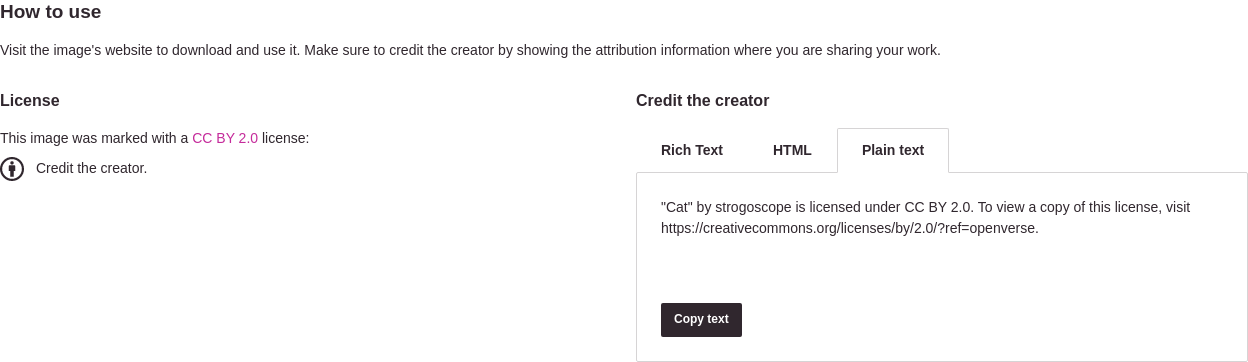 How to use
Visit the image's website to download and use it. Make sure to credit the creator by showing the attribution information where you are sharing your work.
License
This image was marked with a CC BY 2.0 license:
Credit the creator.
Credit the creator
Rich Text
HTML
Plain text
"Cat" by strogoscope is licensed under CC BY 2.0. To view a copy of this license, visit
https://creativecommons.org/licenses/by/2.0/?ref=openverse.
Copy text